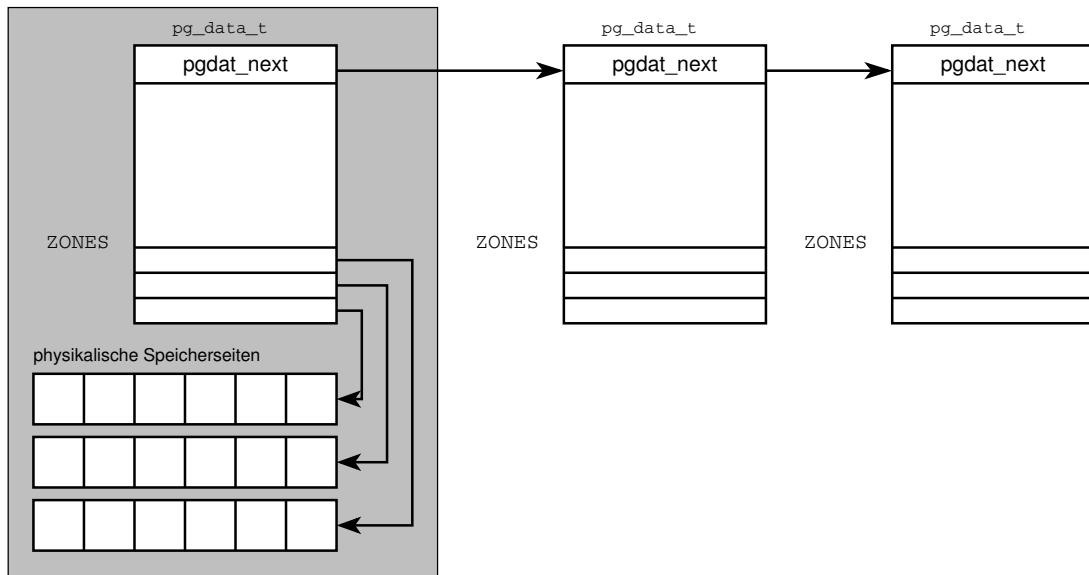 pg_data_t pg_data_t pg_data_t
pgdat_next pgdat_next pgdat_next
ZONES ZONES ZONES
physikalische Speicherseiten